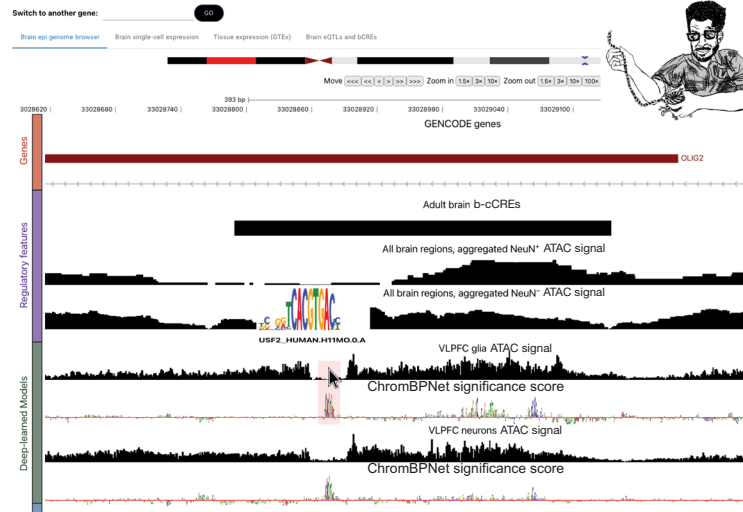 Switch to another gene:
GO
Brain epi genome browser Brain single-cell expression Tissue expression (GTEs) Brain eQTLs and bCREs
Move <<< << < > >> >>> Zoom in 1.5× 3× 10× Zoom out 1.5× 3× 10× 100×
393 bp
3028620 33028680 33028740 33028800 33028860 33028920 33028980 33029040 33029100
GENCODE genes
Genes
OLIG2
Regulatory features
Adult brain b-cCREs
All brain regions, aggregated NeuN⁺ ATAC signal
All brain regions, aggregated NeuN⁻ ATAC signal
TCACGTGAC
USF2_HUMAN.H11MO.0.A
Deep-learned Models
VLPFC glia ATAC signal
ChromBPNet significance score
VLPFC neurons ATAC signal
ChromBPNet significance score